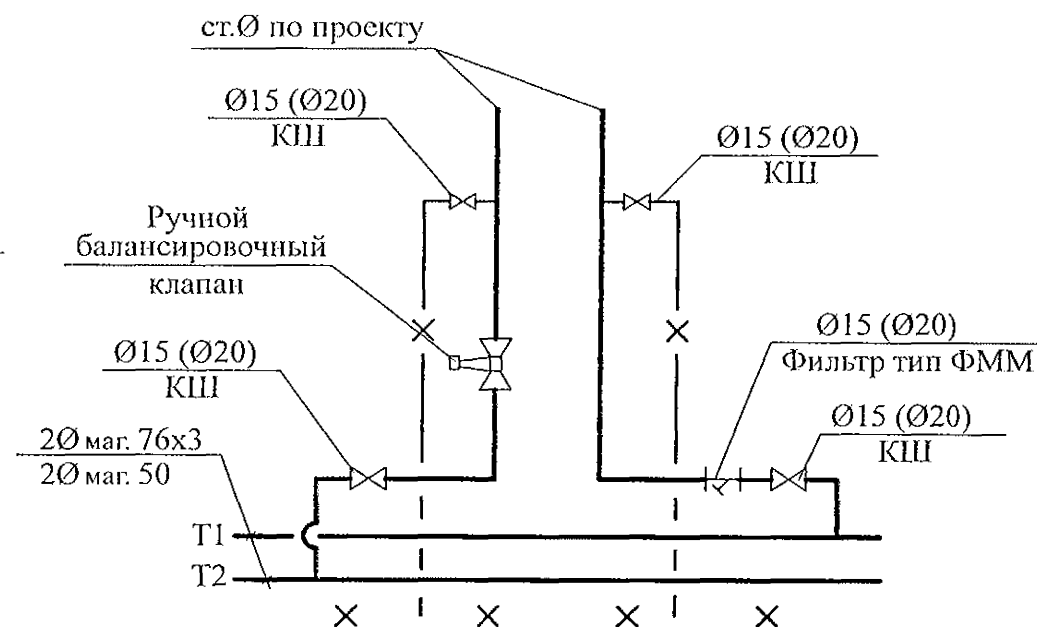 ст.Ø по проекту
Ø15 (Ø20)
КШ
Ø15 (Ø20)
КШ
Ручной
балансировочный
клапан
Ø15 (Ø20)
Фильтр тип ФММ
Ø15 (Ø20)
КШ
Ø15 (Ø20)
КШ
2Ø маг. 76х3
2Ø маг. 50
Т1
Т2